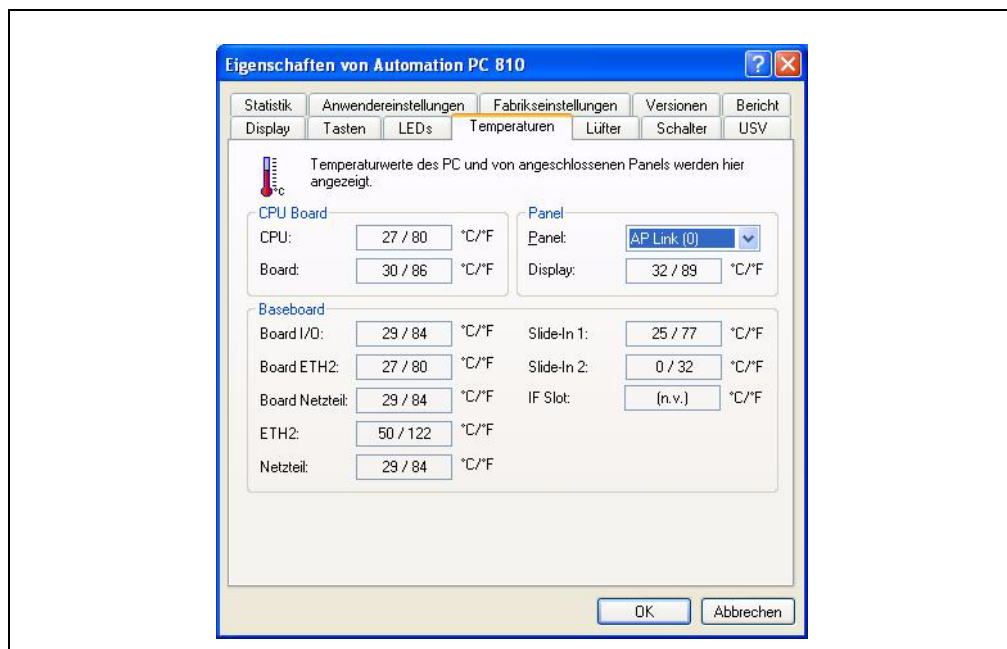 Eigenschaften von Automation PC 810
Statistik Anwendereinstellungen Fabrikseinstellungen Versionen Bericht
Display Tasten LEDs Temperaturen Lüfter Schalter USV
Temperaturwerte des PC und von angeschlossenen Panels werden hier
angezeigt.
°C
CPU Board
CPU: 27 / 80 °C/°F
Board: 30 / 86 °C/°F
Panel
Panel: AP Link (0)
Display: 32 / 89 °C/°F
Baseboard
Board I/O: 29 / 84 °C/°F
Board ETH2: 27 / 80 °C/°F
Board Netzteil: 29 / 84 °C/°F
ETH2: 50 / 122 °C/°F
Netzteil: 29 / 84 °C/°F
Slide-In 1: 25 / 77 °C/°F
Slide-In 2: 0 / 32 °C/°F
IF Slot: (n.v.) °C/°F
OK Abbrechen